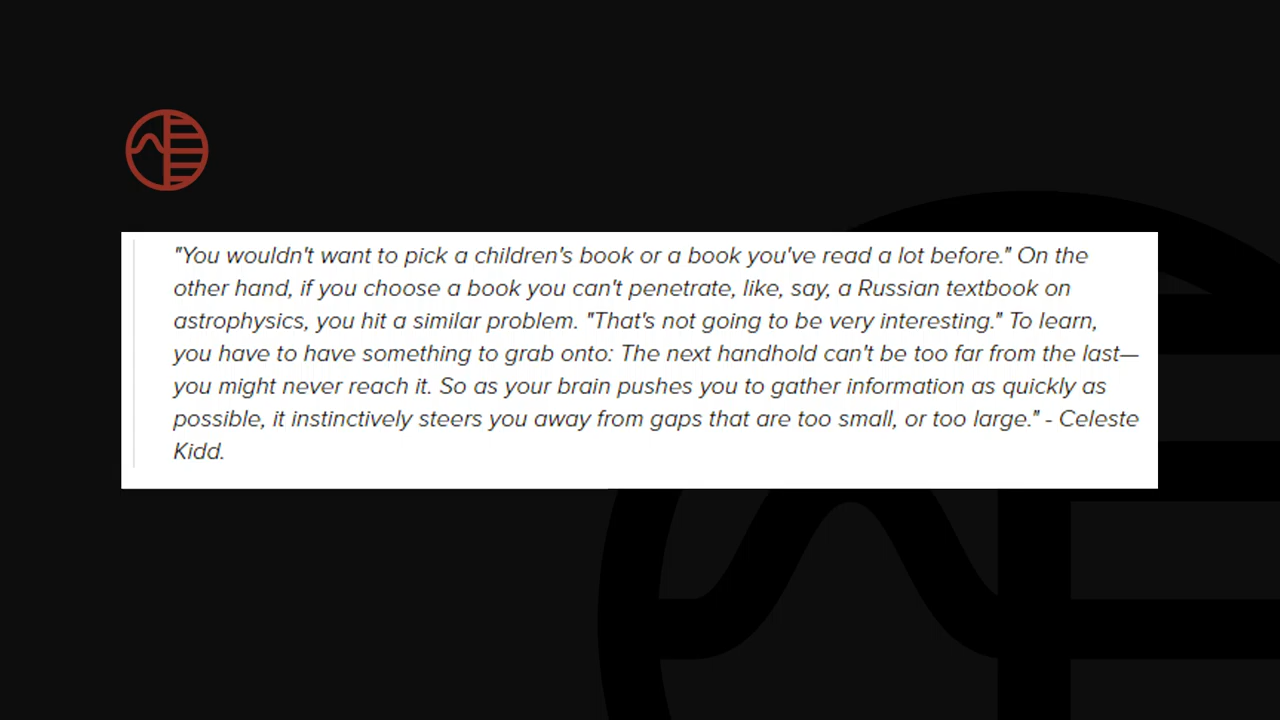 "You wouldn't want to pick a children's book or a book you've read a lot before." On the
other hand, if you choose a book you can't penetrate, like, say, a Russian textbook on
astrophysics, you hit a similar problem. "That's not going to be very interesting." To learn,
you have to have something to grab onto: The next handhold can't be too far from the last—
you might never reach it. So as your brain pushes you to gather information as quickly as
possible, it instinctively steers you away from gaps that are too small, or too large." - Celeste
Kidd.